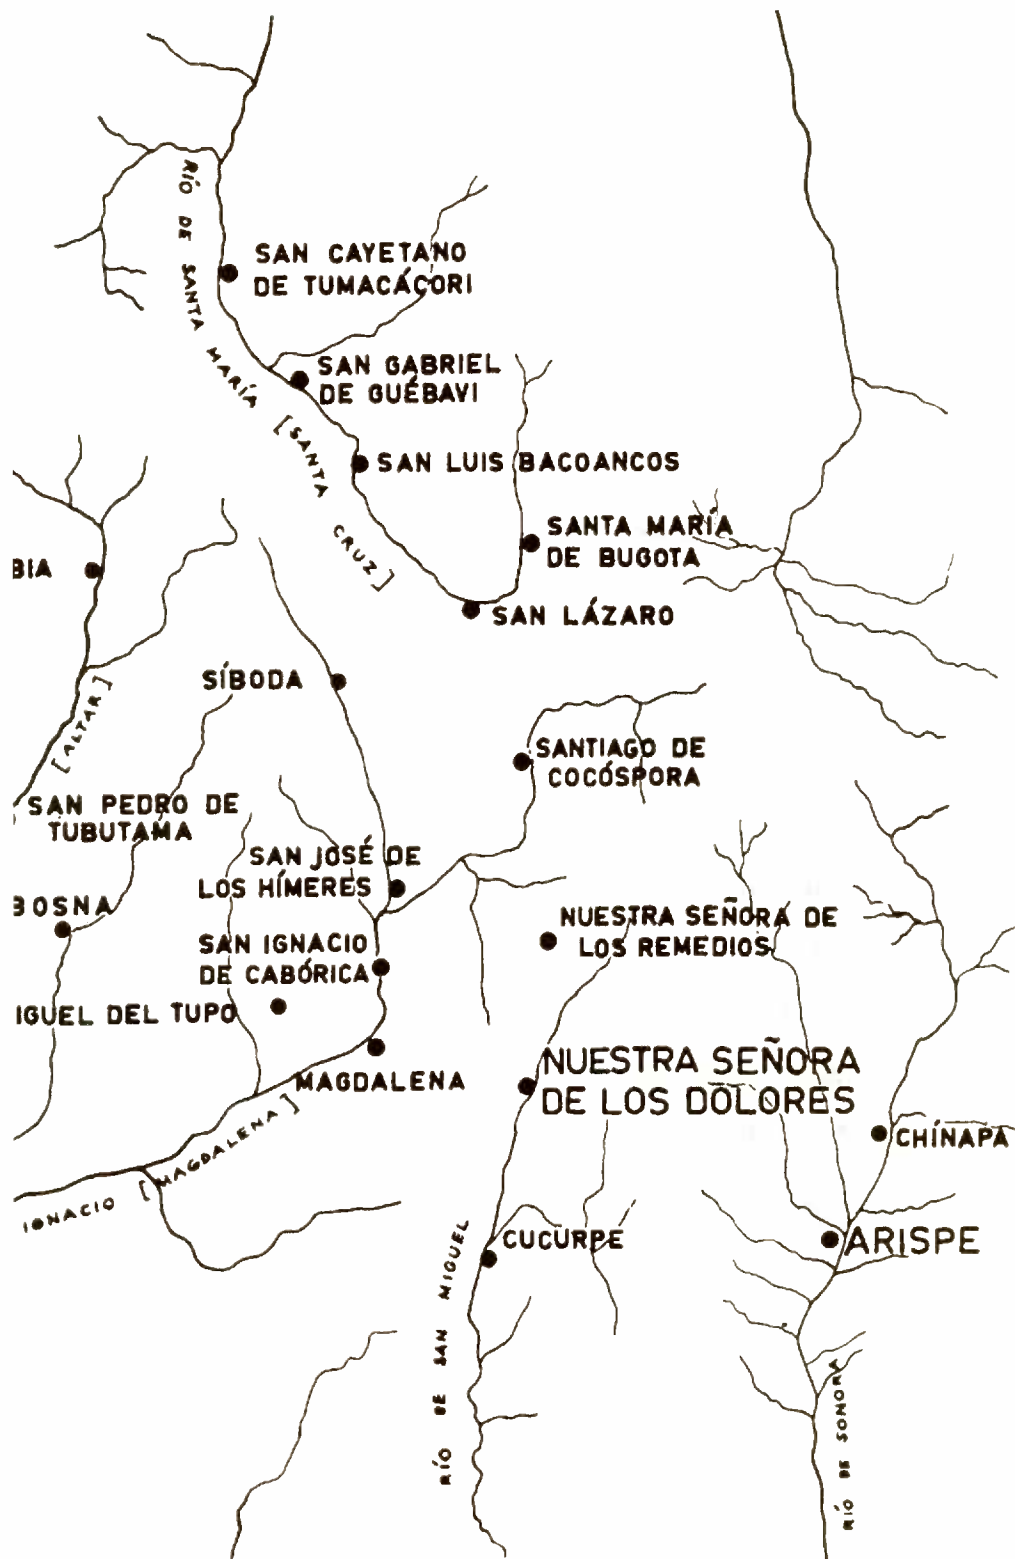 RÍO DE SANTA MARÍA [SANTA CRUZ]
SAN CAYETANO
DE TUMACÁCORI
SAN GABRIEL
DE GUÉBAVI
SAN LUIS BACOANCOS
SANTA MARÍA
DE BUGOTA
BIA
SAN LÁZARO
SÍBODA
[ALTAR]
SANTIAGO DE
COCÓSPORA
SAN PEDRO DE
TUBUTAMA
SAN JOSÉ DE
LOS HÍMERES
BOSNA
NUESTRA SEÑORA DE
LOS REMEDIOS
SAN IGNACIO
DE CABÓRICA
IGUEL DEL TUPO
MAGDALENA
NUESTRA SEÑORA
DE LOS DOLORES
CHÍNAPA
IGNACIO [MAGDALENA]
CUCURPE
ARISPE
RÍO DE SAN MIGUEL
RÍO DE SONORA